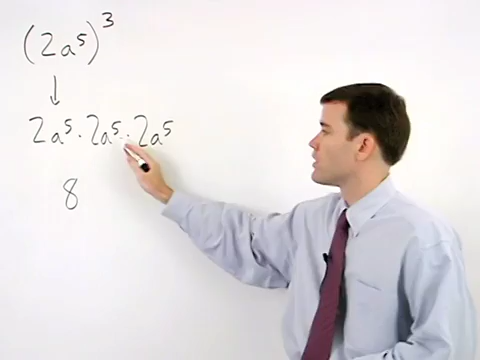 (2a⁵)³
↓
2a⁵ · 2a⁵ · 2a⁵
8